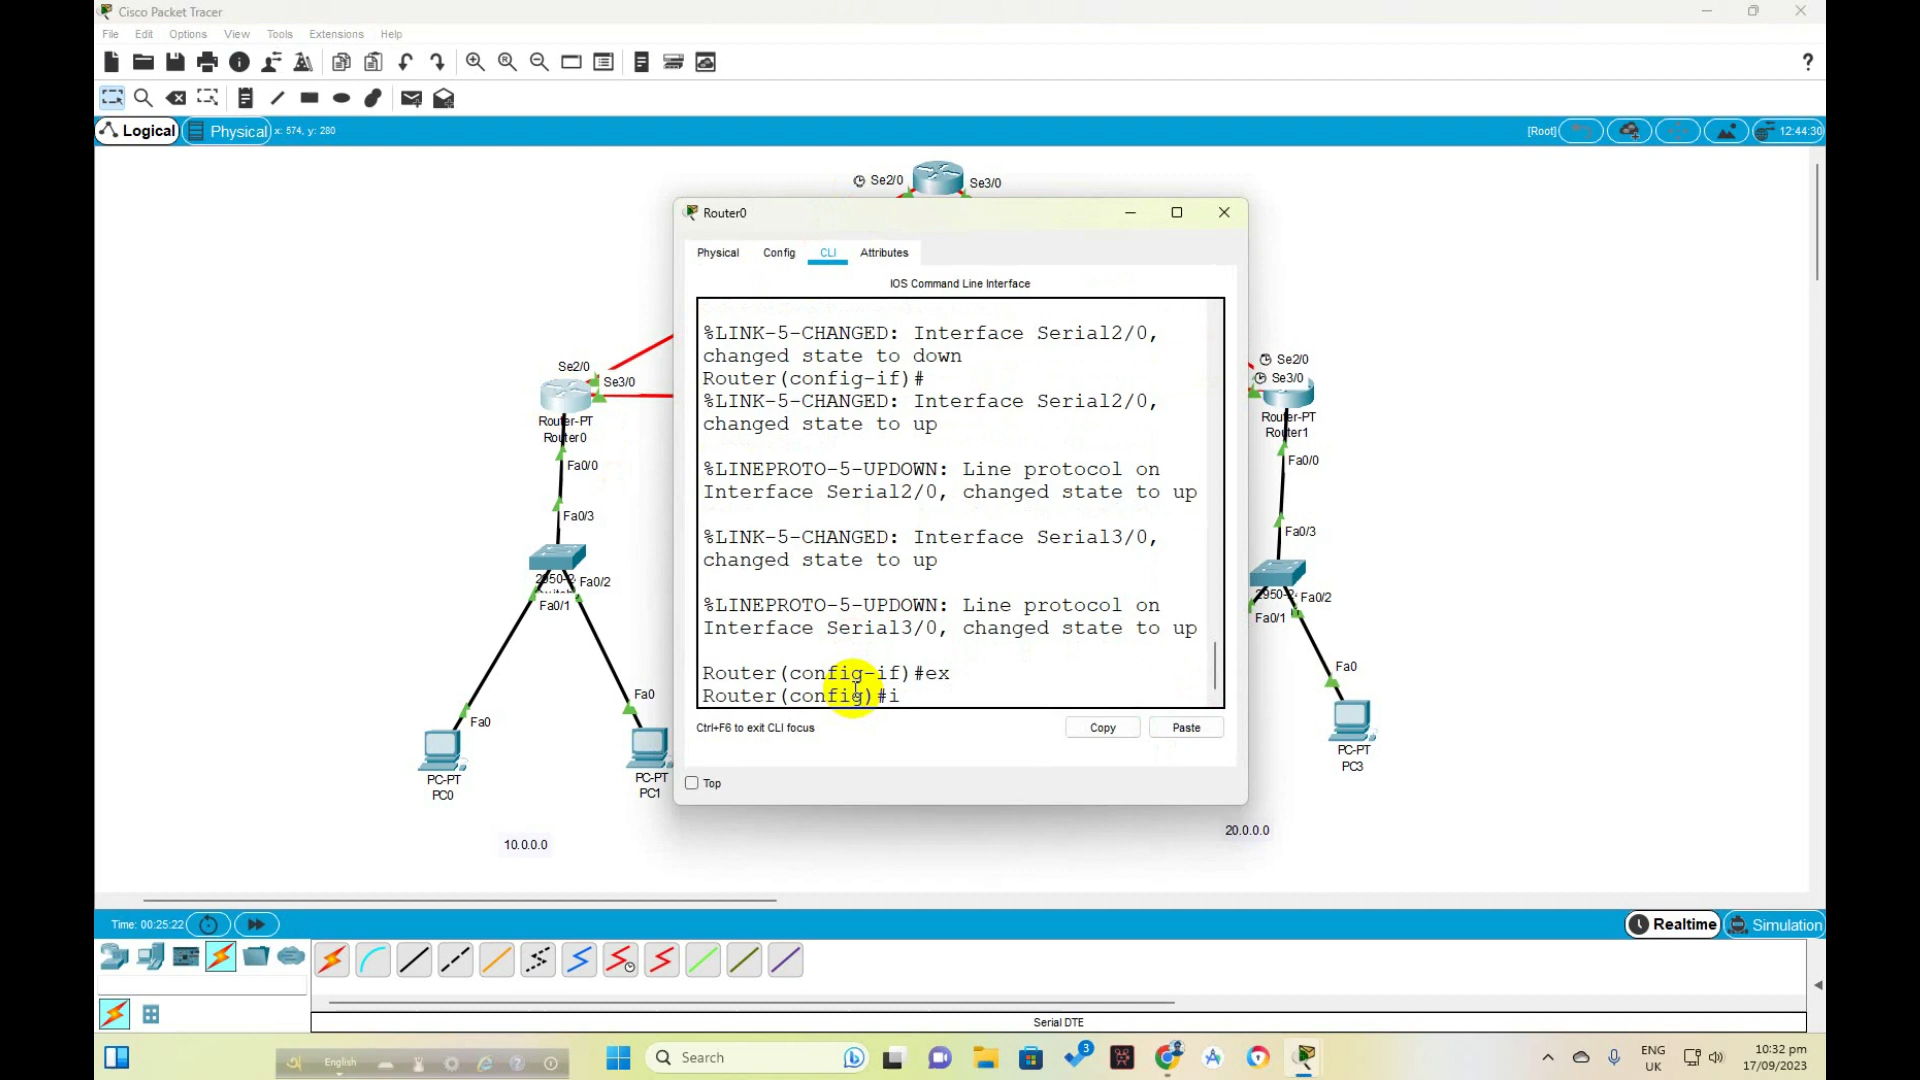 Cisco Packet Tracer
File Edit Options View Tools Extensions Help
?
Logical Physical x: 574, y: 280 [Root] 12:44:30
Se2/0 Se3/0
Router0
Physical Config CLI Attributes
IOS Command Line Interface
%LINK-5-CHANGED: Interface Serial2/0,
changed state to down
Router(config-if)#
%LINK-5-CHANGED: Interface Serial2/0,
changed state to up
%LINEPROTO-5-UPDOWN: Line protocol on
Interface Serial2/0, changed state to up
%LINK-5-CHANGED: Interface Serial3/0,
changed state to up
%LINEPROTO-5-UPDOWN: Line protocol on
Interface Serial3/0, changed state to up
Router(config-if)#ex
Router(config)#i
Ctrl+F6 to exit CLI focus Copy Paste
Top
Se2/0
Se3/0
Router-PT
Router0
Fa0/0
Fa0/3
Fa0/2
Fa0/1
Fa0
Fa0
PC-PT
PC0
PC-PT
PC1
10.0.0.0
Se2/0
Se3/0
Router-PT
Router1
Fa0/0
Fa0/3
Fa0/2
Fa0/1
Fa0
PC-PT
PC3
20.0.0.0
Time: 00:25:22 Realtime Simulation
Serial DTE
English
Search
3
ENG
UK
10:32 pm
17/09/2023